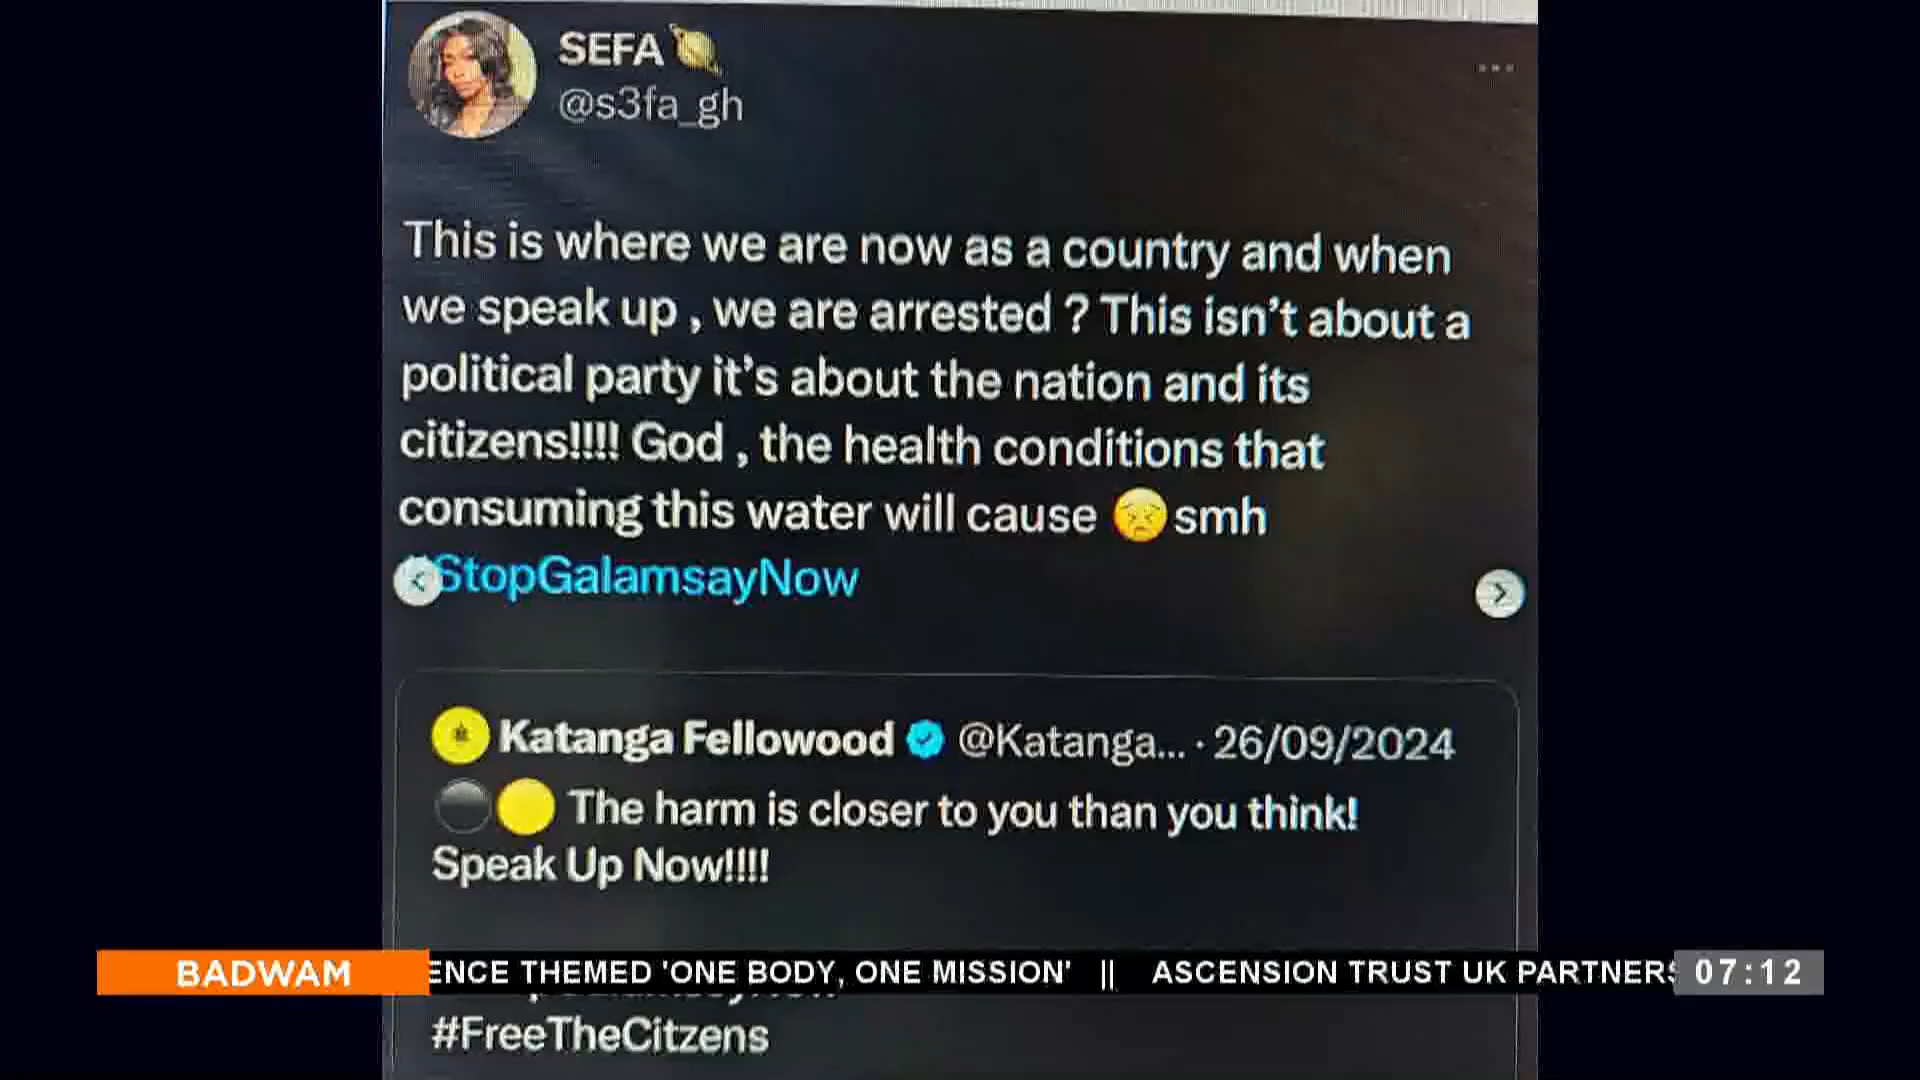 SEFA
@s3fa_gh
This is where we are now as a country and when
we speak up , we are arrested ? This isn't about a
political party it's about the nation and its
citizens!!!! God , the health conditions that
consuming this water will cause 😣 smh
#StopGalamsayNow
Katanga Fellowood @Katanga... · 26/09/2024
⚫🟡 The harm is closer to you than you think!
Speak Up Now!!!!
#FreeTheCitzens
BADWAM
ENCE THEMED 'ONE BODY, ONE MISSION' || ASCENSION TRUST UK PARTNERS
07:12